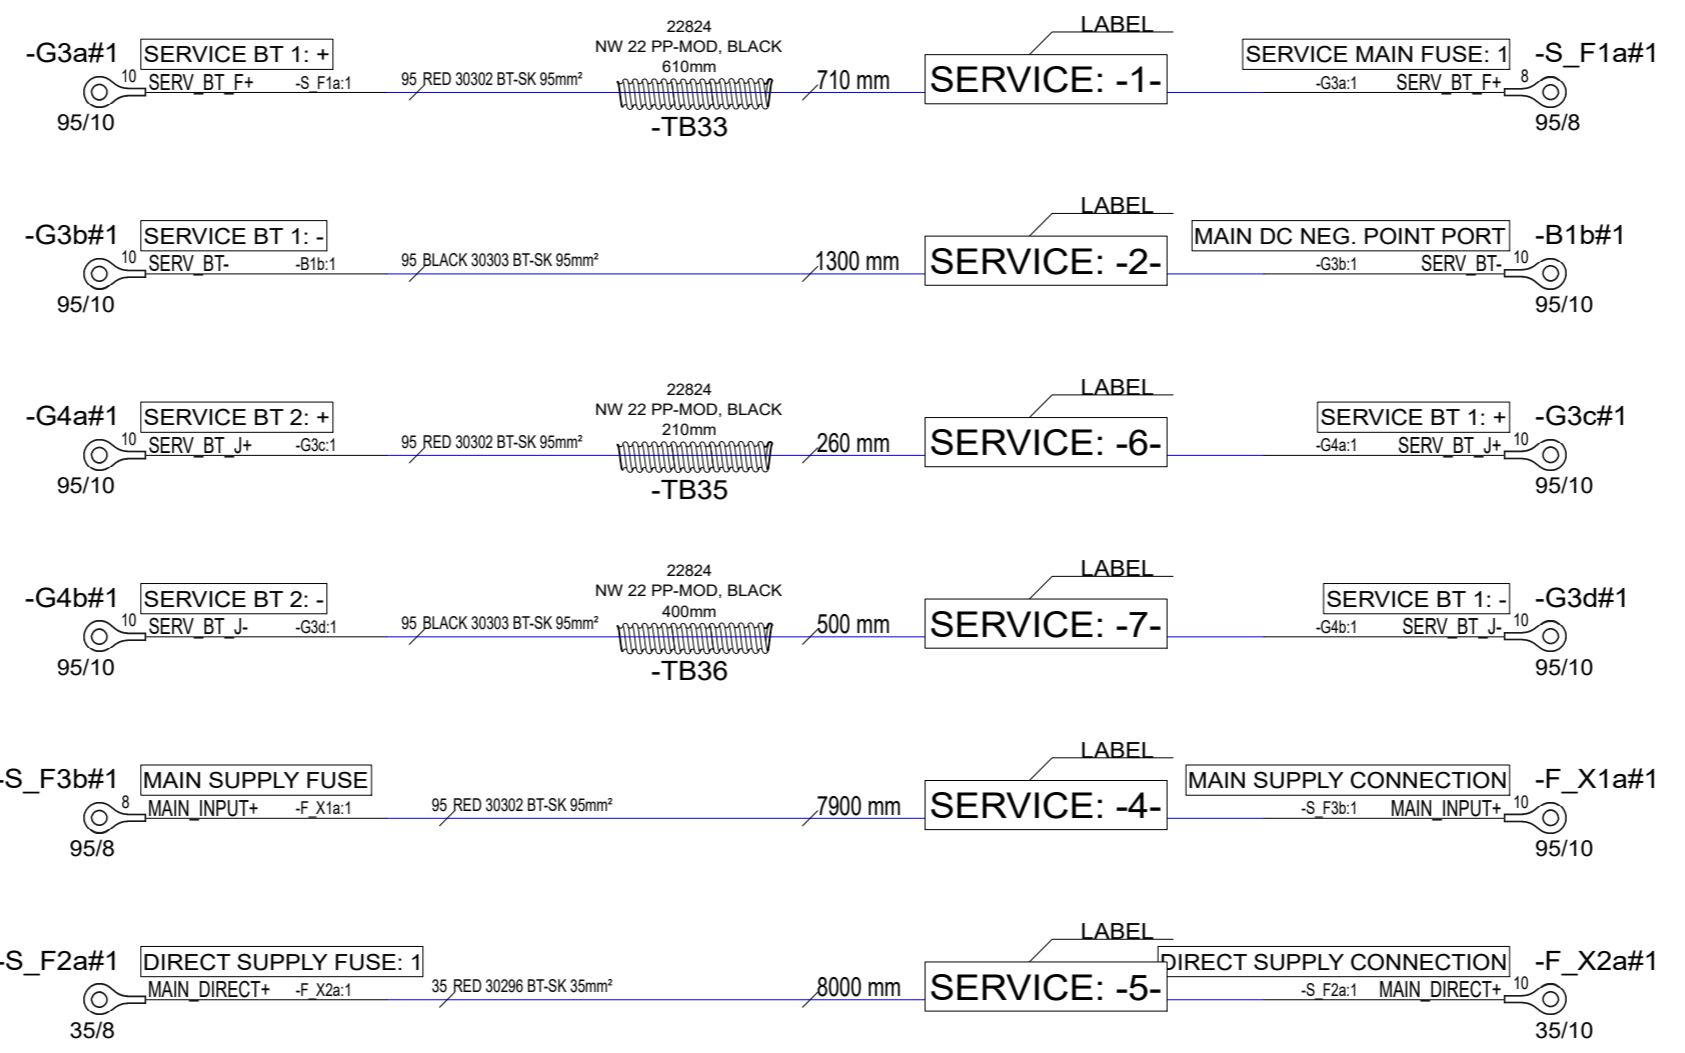 22824
LABEL
-G3a#1 SERVICE BT 1: + NW 22 PP-MOD, BLACK SERVICE MAIN FUSE: 1 -S_F1a#1
610mm
10 SERV_BT_F+ -S_F1a:1 95 RED 30302 BT-SK 95mm² 710 mm SERVICE: -1- -G3a:1 SERV_BT_F+ 8
95/10 -TB33 95/8
LABEL
-G3b#1 SERVICE BT 1: - MAIN DC NEG. POINT PORT -B1b#1
10 SERV_BT- -B1b:1 95 BLACK 30303 BT-SK 95mm² 1300 mm SERVICE: -2- -G3b:1 SERV_BT- 10
95/10 95/10
22824
LABEL
-G4a#1 SERVICE BT 2: + NW 22 PP-MOD, BLACK SERVICE BT 1: + -G3c#1
210mm
10 SERV_BT_J+ -G3c:1 95 RED 30302 BT-SK 95mm² 260 mm SERVICE: -6- -G4a:1 SERV_BT_J+ 10
95/10 -TB35 95/10
22824
LABEL
-G4b#1 SERVICE BT 2: - NW 22 PP-MOD, BLACK SERVICE BT 1: - -G3d#1
400mm
10 SERV_BT_J- -G3d:1 95 BLACK 30303 BT-SK 95mm² 500 mm SERVICE: -7- -G4b:1 SERV_BT_J- 10
95/10 -TB36 95/10
LABEL
-S_F3b#1 MAIN SUPPLY FUSE MAIN SUPPLY CONNECTION -F_X1a#1
8 MAIN_INPUT+ -F_X1a:1 95 RED 30302 BT-SK 95mm² 7900 mm SERVICE: -4- -S_F3b:1 MAIN_INPUT+ 10
95/8 95/10
LABEL
-S_F2a#1 DIRECT SUPPLY FUSE: 1 DIRECT SUPPLY CONNECTION -F_X2a#1
MAIN_DIRECT+ -F_X2a:1 35 RED 30296 BT-SK 35mm² 8000 mm SERVICE: -5- -S_F2a:1 MAIN_DIRECT+ 10
35/8 35/10